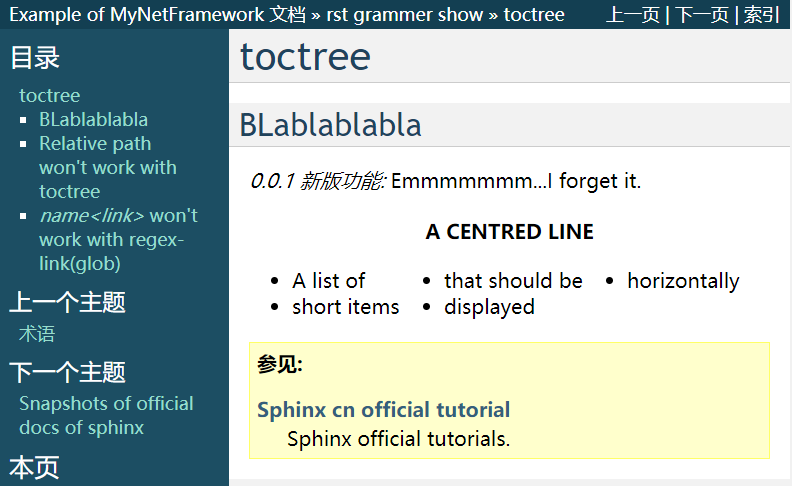 Example of MyNetFramework 文档 » rst grammer show » toctree 上一页 | 下一页 | 索引
目录
toctree
BLablablabla
Relative path
won't work with
toctree
name<link> won't
work with regex-
link(glob)
上一个主题
术语
下一个主题
Snapshots of official
docs of sphinx
本页
toctree
BLablablabla
0.0.1 新版功能: Emmmmmmm...I forget it.
A CENTRED LINE
• A list of • that should be • horizontally
• short items • displayed
参见:
Sphinx cn official tutorial
Sphinx official tutorials.